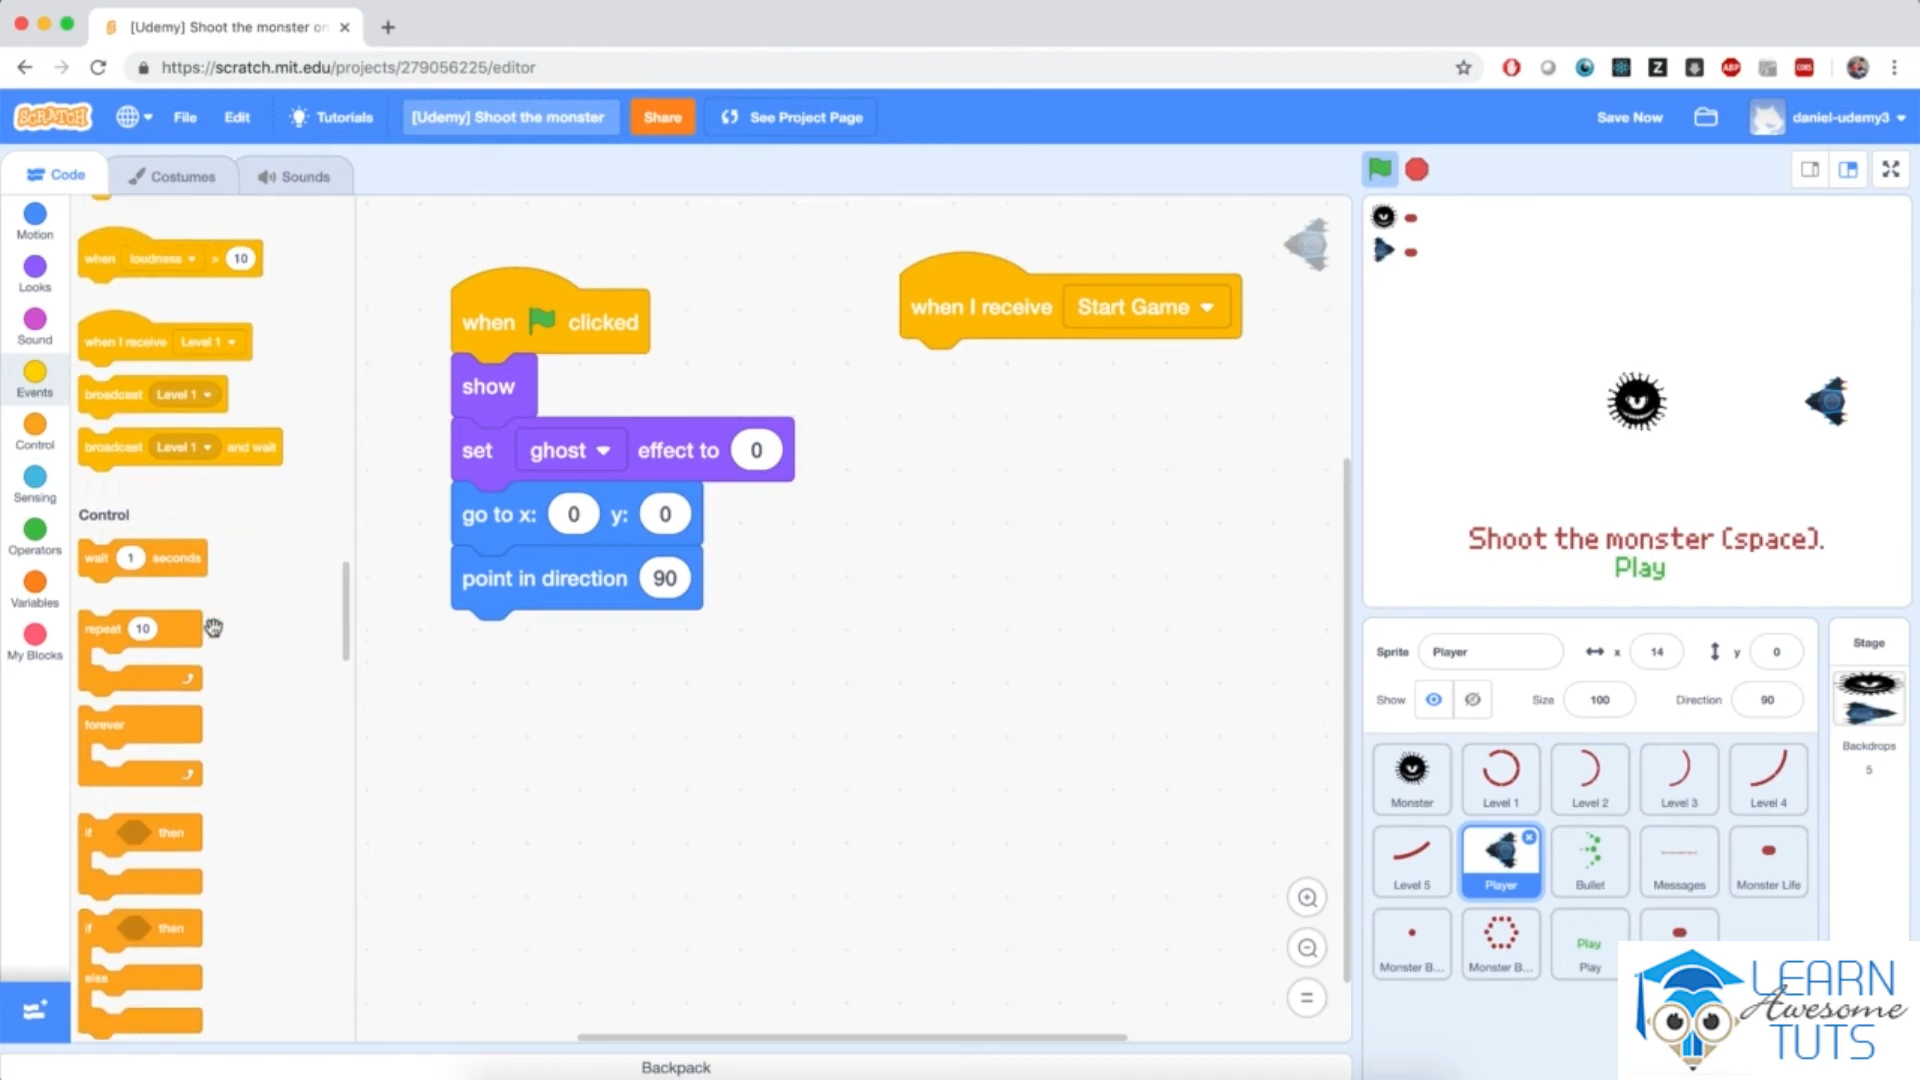 [Udemy] Shoot the monster on
https://scratch.mit.edu/projects/279056225/editor
SCRATCH
File
Edit
Tutorials
[Udemy] Shoot the monster
Share
See Project Page
Save Now
daniel-udemy3
Code
Costumes
Sounds
Motion
Looks
Sound
Events
Control
Sensing
Operators
Variables
My Blocks
when loudness > 10
when I receive Level 1
broadcast Level 1
broadcast Level 1 and wait
Control
wait 1 seconds
repeat 10
forever
if then
if then
else
when clicked
show
set ghost effect to 0
go to x: 0 y: 0
point in direction 90
when I receive Start Game
Shoot the monster (space).
Play
Sprite Player x 14 y 0
Show Size 100 Direction 90
Monster
Level 1
Level 2
Level 3
Level 4
Level 5
Player
Bullet
Messages
Monster Life
Monster B...
Monster B...
Play
Play
Stage
Backdrops
5
Backpack
Z
ABP
CORS
LEARN
Awesome
TUTS